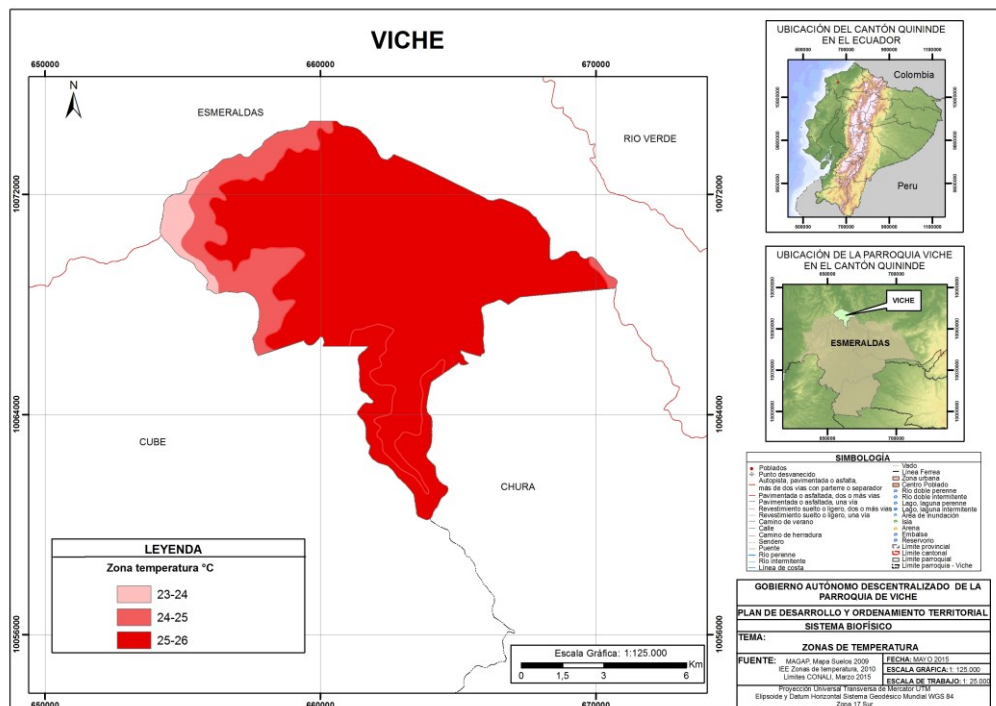 VICHE
650000
660000
670000
N
ESMERALDAS
RIO VERDE
10072000
10072000
10064000
10064000
CUBE
CHURA
10056000
10056000
LEYENDA
Zona temperatura °C
23-24
24-25
25-26
Escala Gráfica: 1:125.000
0 1,5 3 6 Km
650000
660000
670000
UBICACIÓN DEL CANTÓN QUININDE
EN EL ECUADOR
Colombia
Peru
UBICACIÓN DE LA PARROQUIA VICHE
EN EL CANTÓN QUININDE
VICHE
ESMERALDAS
SIMBOLOGÍA
Poblados
Punto desvanecido
Autopista, pavimentada o asfalta,
más de dos vías con parterre o separador
Pavimentada o asfaltada, dos o más vias
Pavimentada o asfaltada, una vía
Revestimiento suelto o ligero, dos o más vías
Revestimiento suelto o ligero, una vía
Camino de verano
Calle
Camino de herradura
Sendero
Puente
Río perenne
Río intermitente
Línea de costa
Vado
Línea Ferrea
Zona urbana
Centro Poblado
Rio doble perenne
Rio doble intermitente
Lago, laguna perenne
Lago, laguna intermitente
Área de inundación
Isla
Arena
Embalse
Reservorio
Límite provincial
Límite cantonal
Límite parroquial
Límite parroquia - Viche
GOBIERNO AUTÓNOMO DESCENTRALIZADO DE LA
PARROQUIA DE VICHE
PLAN DE DESARROLLO Y ORDENAMIENTO TERRITORIAL
SISTEMA BIOFÍSICO
TEMA:
ZONAS DE TEMPERATURA
FUENTE: MAGAP, Mapa Suelos 2009
IEE Zonas de temperatura, 2010
Límites CONALI, Marzo 2015
FECHA: MAYO 2015
ESCALA GRÁFICA: 1: 125.000
ESCALA DE TRABAJO: 1: 25.000
Proyección Universal Transversa de Mercator UTM
Elipsoide y Datum Horizontal Sistema Geodésico Mundial WGS 84
Zona 17 Sur